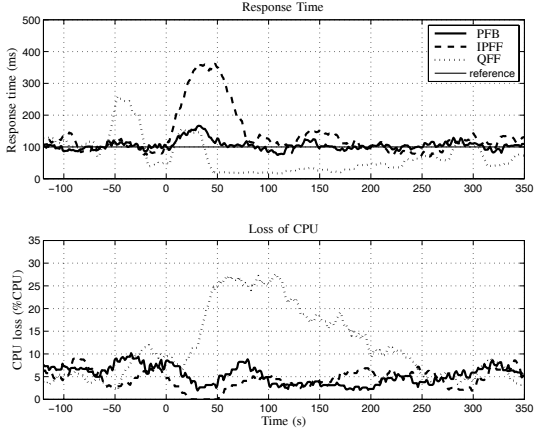 Response Time
Response time (ms)
500
400
300
200
100
0
PFB
IPFF
QFF
reference
−100 −50 0 50 100 150 200 250 300 350
Loss of CPU
CPU loss (%CPU)
35
30
25
20
15
10
5
0
−100 −50 0 50 100 150 200 250 300 350
Time (s)